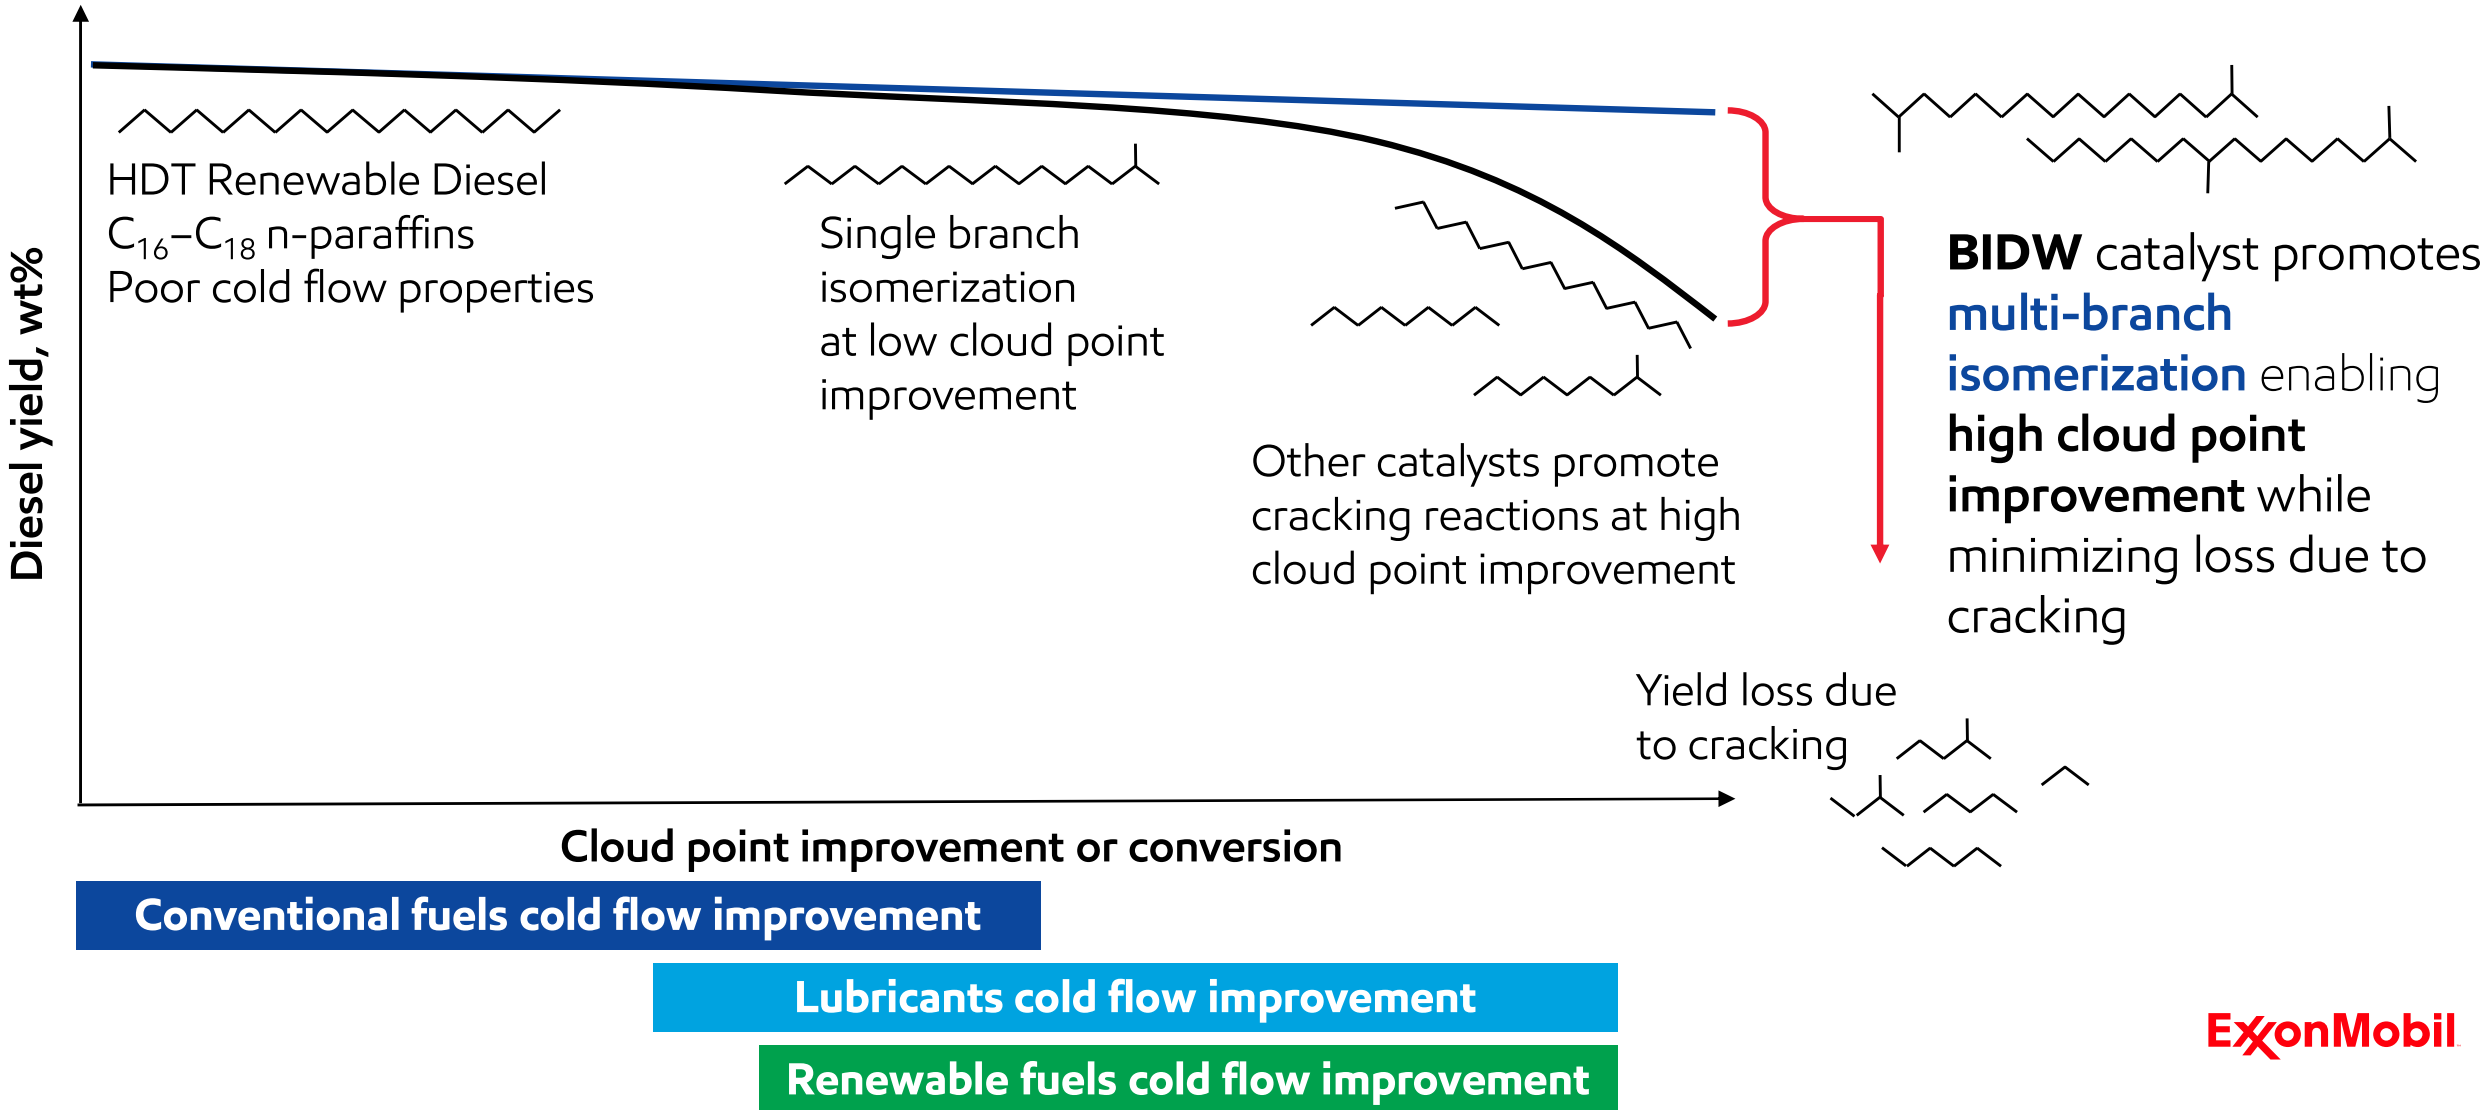 Diesel yield, wt%
HDT Renewable Diesel
C₁₆–C₁₈ n-paraffins
Poor cold flow properties
Single branch
isomerization
at low cloud point
improvement
Other catalysts promote
cracking reactions at high
cloud point improvement
BIDW catalyst promotes
multi-branch
isomerization enabling
high cloud point
improvement while
minimizing loss due to
cracking
Yield loss due
to cracking
Cloud point improvement or conversion
Conventional fuels cold flow improvement
Lubricants cold flow improvement
Renewable fuels cold flow improvement
ExxonMobil